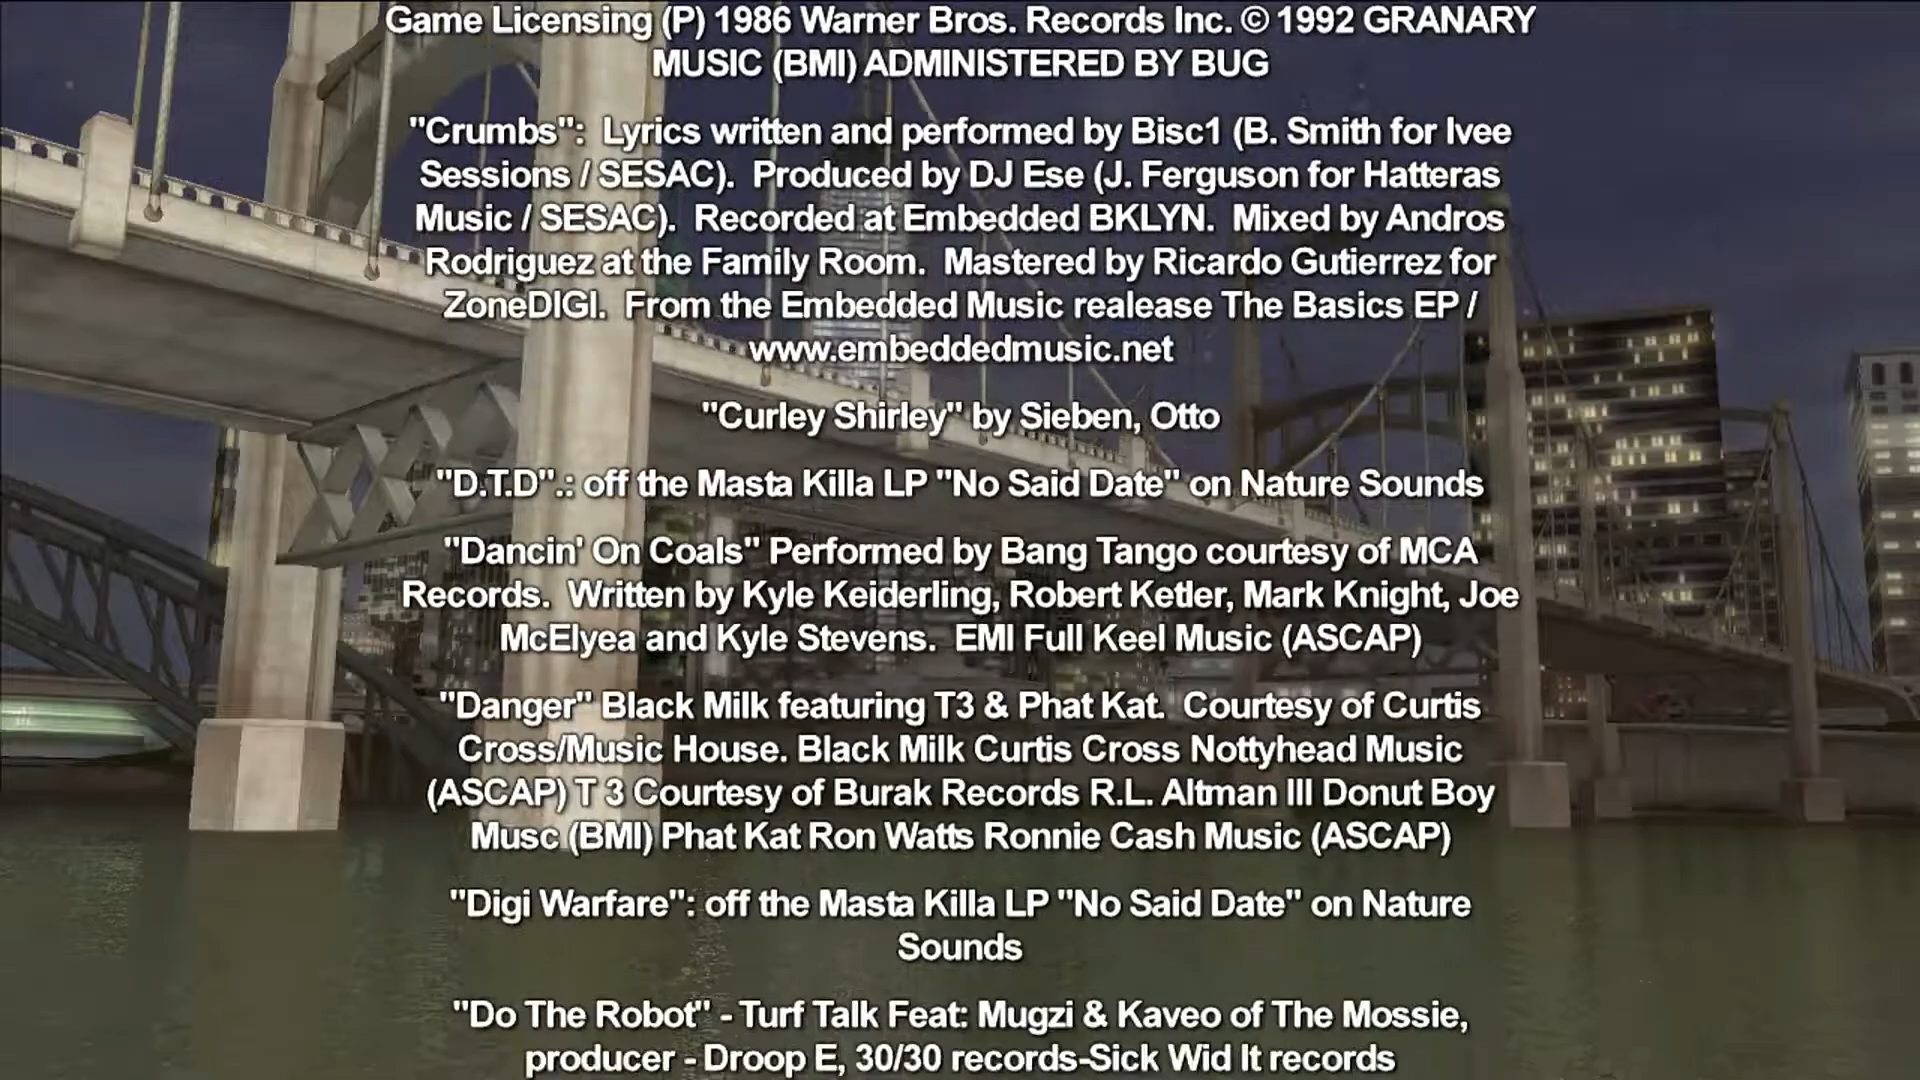 Game Licensing (P) 1986 Warner Bros. Records Inc. © 1992 GRANARY
MUSIC (BMI) ADMINISTERED BY BUG
"Crumbs":  Lyrics written and performed by Bisc1 (B. Smith for Ivee
Sessions / SESAC).  Produced by DJ Ese (J. Ferguson for Hatteras
Music / SESAC).  Recorded at Embedded BKLYN.  Mixed by Andros
Rodriguez at the Family Room.  Mastered by Ricardo Gutierrez for
ZoneDIGI.  From the Embedded Music realease The Basics EP /
www.embeddedmusic.net
"Curley Shirley" by Sieben, Otto
"D.T.D".: off the Masta Killa LP "No Said Date" on Nature Sounds
"Dancin' On Coals" Performed by Bang Tango courtesy of MCA
Records.  Written by Kyle Keiderling, Robert Ketler, Mark Knight, Joe
McElyea and Kyle Stevens.  EMI Full Keel Music (ASCAP)
"Danger" Black Milk featuring T3 & Phat Kat.  Courtesy of Curtis
Cross/Music House. Black Milk Curtis Cross Nottyhead Music
(ASCAP) T 3 Courtesy of Burak Records R.L. Altman III Donut Boy
Musc (BMI) Phat Kat Ron Watts Ronnie Cash Music (ASCAP)
"Digi Warfare": off the Masta Killa LP "No Said Date" on Nature
Sounds
"Do The Robot" - Turf Talk Feat: Mugzi & Kaveo of The Mossie,
producer - Droop E, 30/30 records-Sick Wid It records